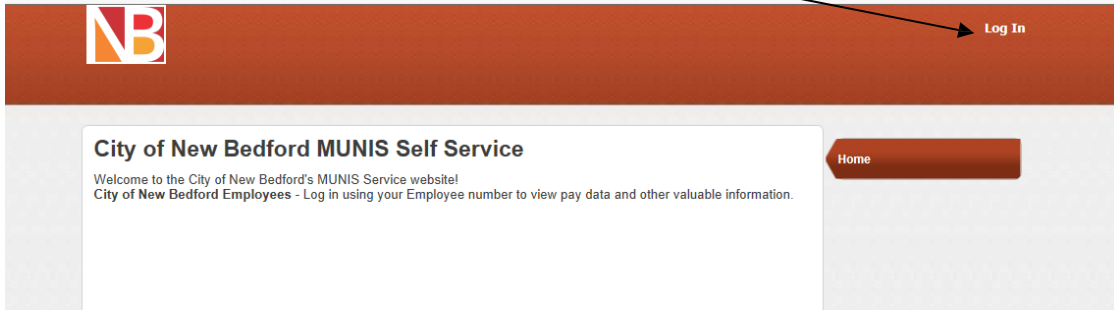 NB
Log In
City of New Bedford MUNIS Self Service
Home
Welcome to the City of New Bedford's MUNIS Service website!
City of New Bedford Employees - Log in using your Employee number to view pay data and other valuable information.